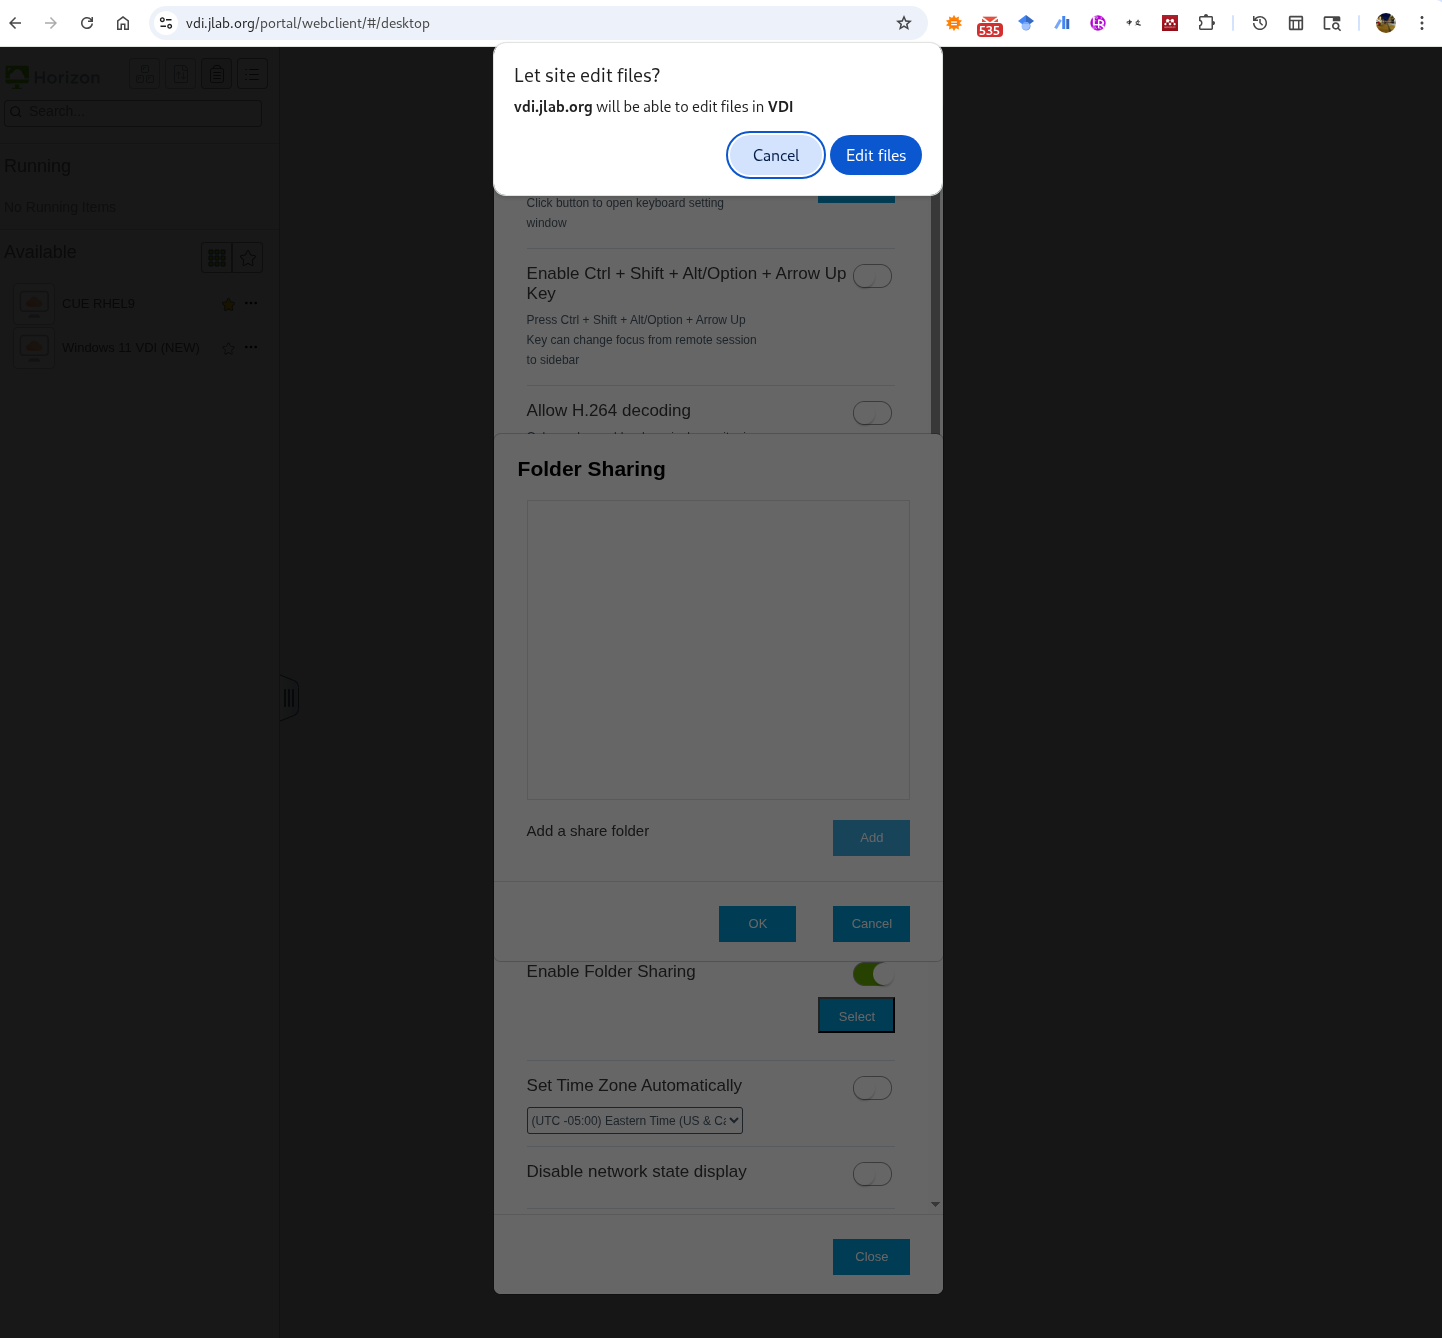 vdi.jlab.org/portal/webclient/#/desktop
535
Let site edit files?
vdi.jlab.org will be able to edit files in VDI
Cancel
Edit files
Horizon
Search...
Running
No Running Items
Available
CUE RHEL9
Windows 11 VDI (NEW)
Click button to open keyboard setting
window
Enable Ctrl + Shift + Alt/Option + Arrow Up
Key
Press Ctrl + Shift + Alt/Option + Arrow Up
Key can change focus from remote session
to sidebar
Allow H.264 decoding
Folder Sharing
Add a share folder
Add
OK
Cancel
Enable Folder Sharing
Select
Set Time Zone Automatically
(UTC -05:00) Eastern Time (US & Ca
Disable network state display
Close